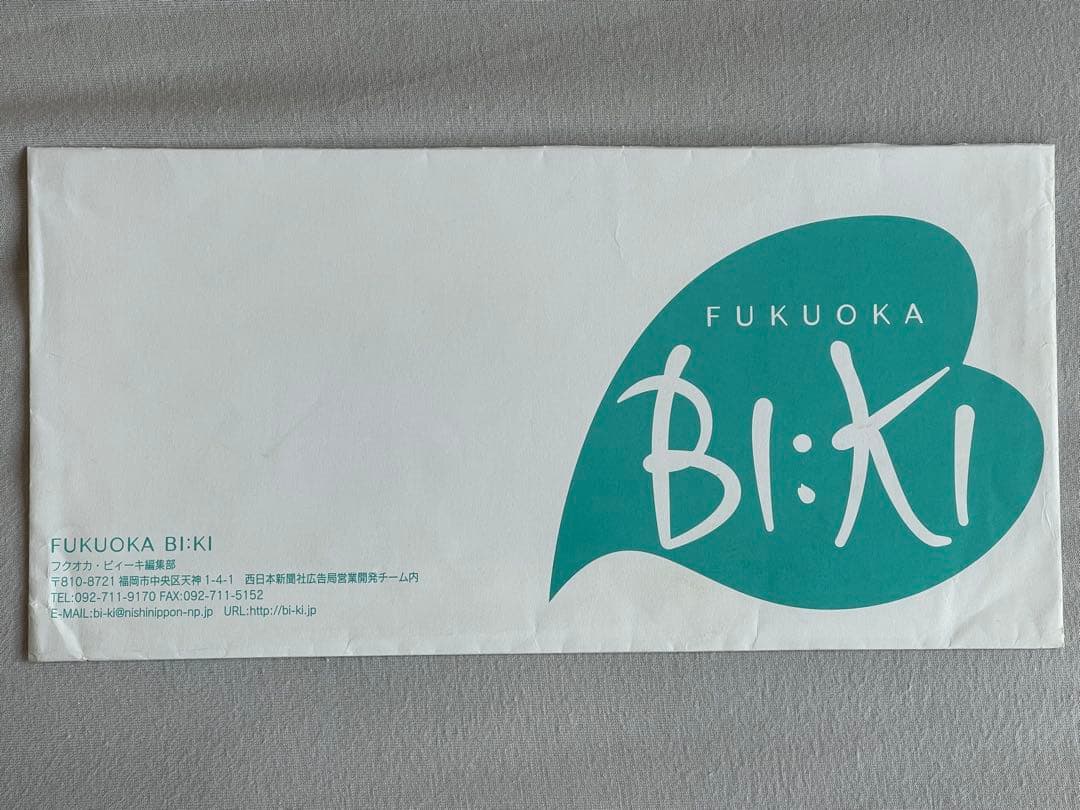 FUKUOKA
BI:KI
FUKUOKA BI:KI
フクオカ・ビィーキ編集部
〒810-8721 福岡市中央区天神1-4-1 西日本新聞社広告局営業開発チーム内
TEL:092-711-9170 FAX:092-711-5152
E-MAIL:bi-ki@nishinippon-np.jp URL:http://bi-ki.jp